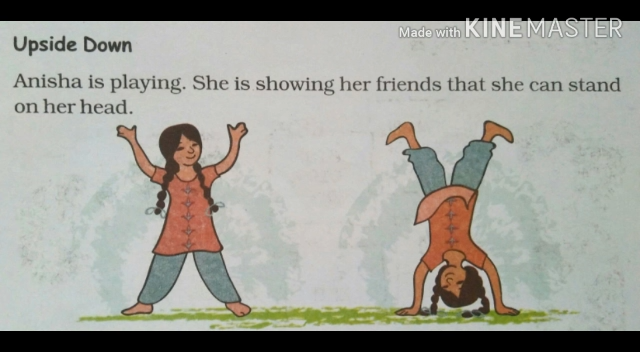 Made with KINEMASTER
Upside Down
Anisha is playing. She is showing her friends that she can stand
on her head.